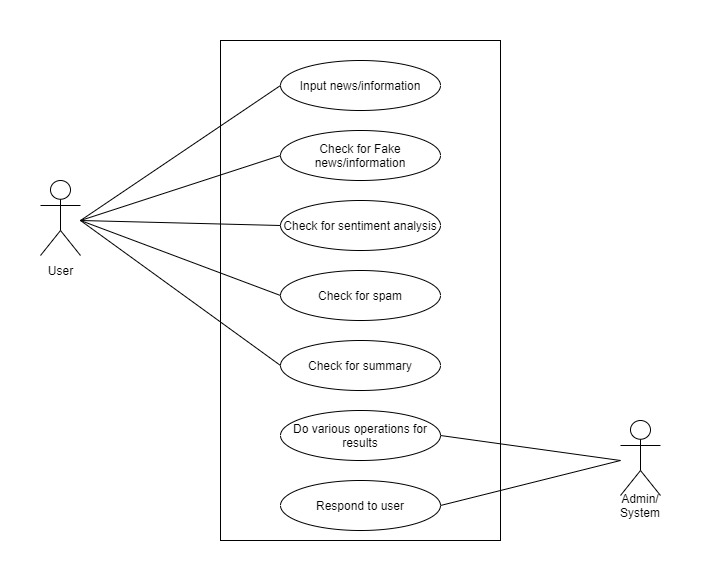 Input news/information
Check for Fake
news/information
Check for sentiment analysis
Check for spam
User
Check for summary
Do various operations for
results
Respond to user
Admin/
System